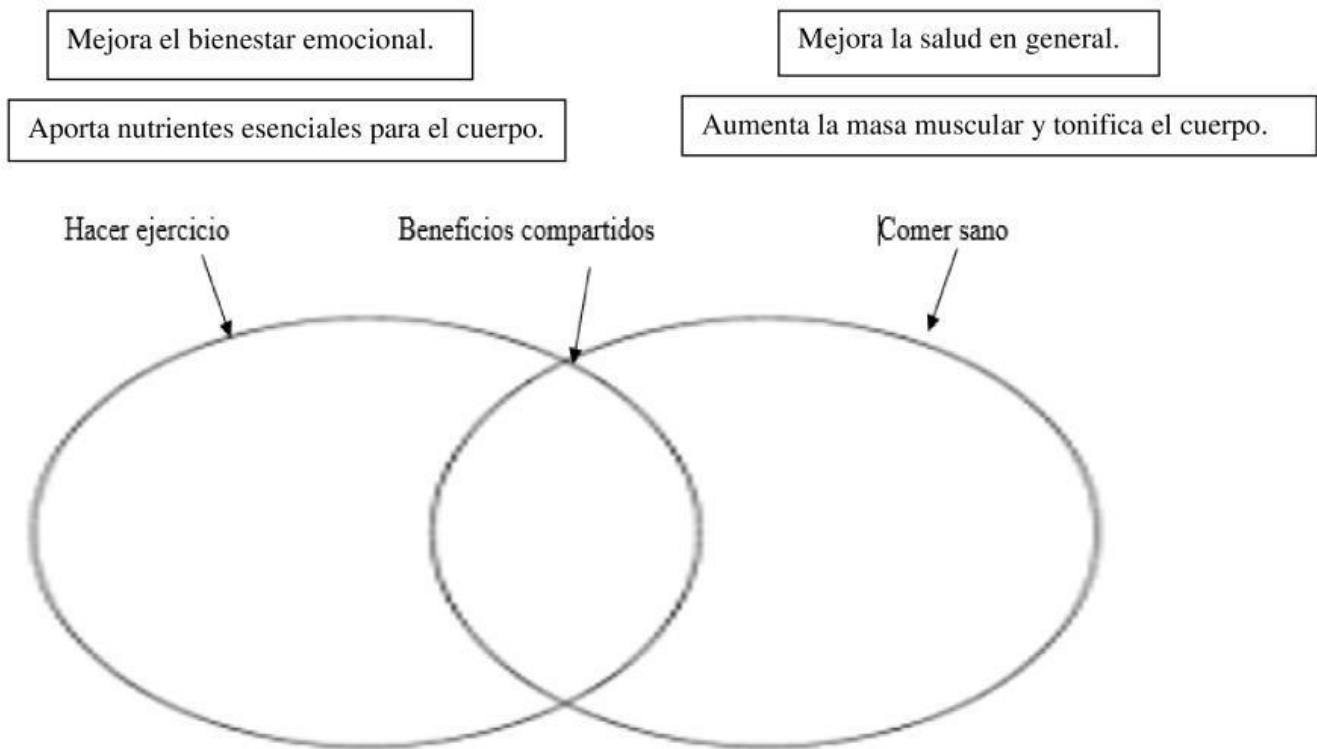 Mejora el bienestar emocional.
Mejora la salud en general.
Aporta nutrientes esenciales para el cuerpo.
Aumenta la masa muscular y tonifica el cuerpo.
Hacer ejercicio
Beneficios compartidos
Comer sano